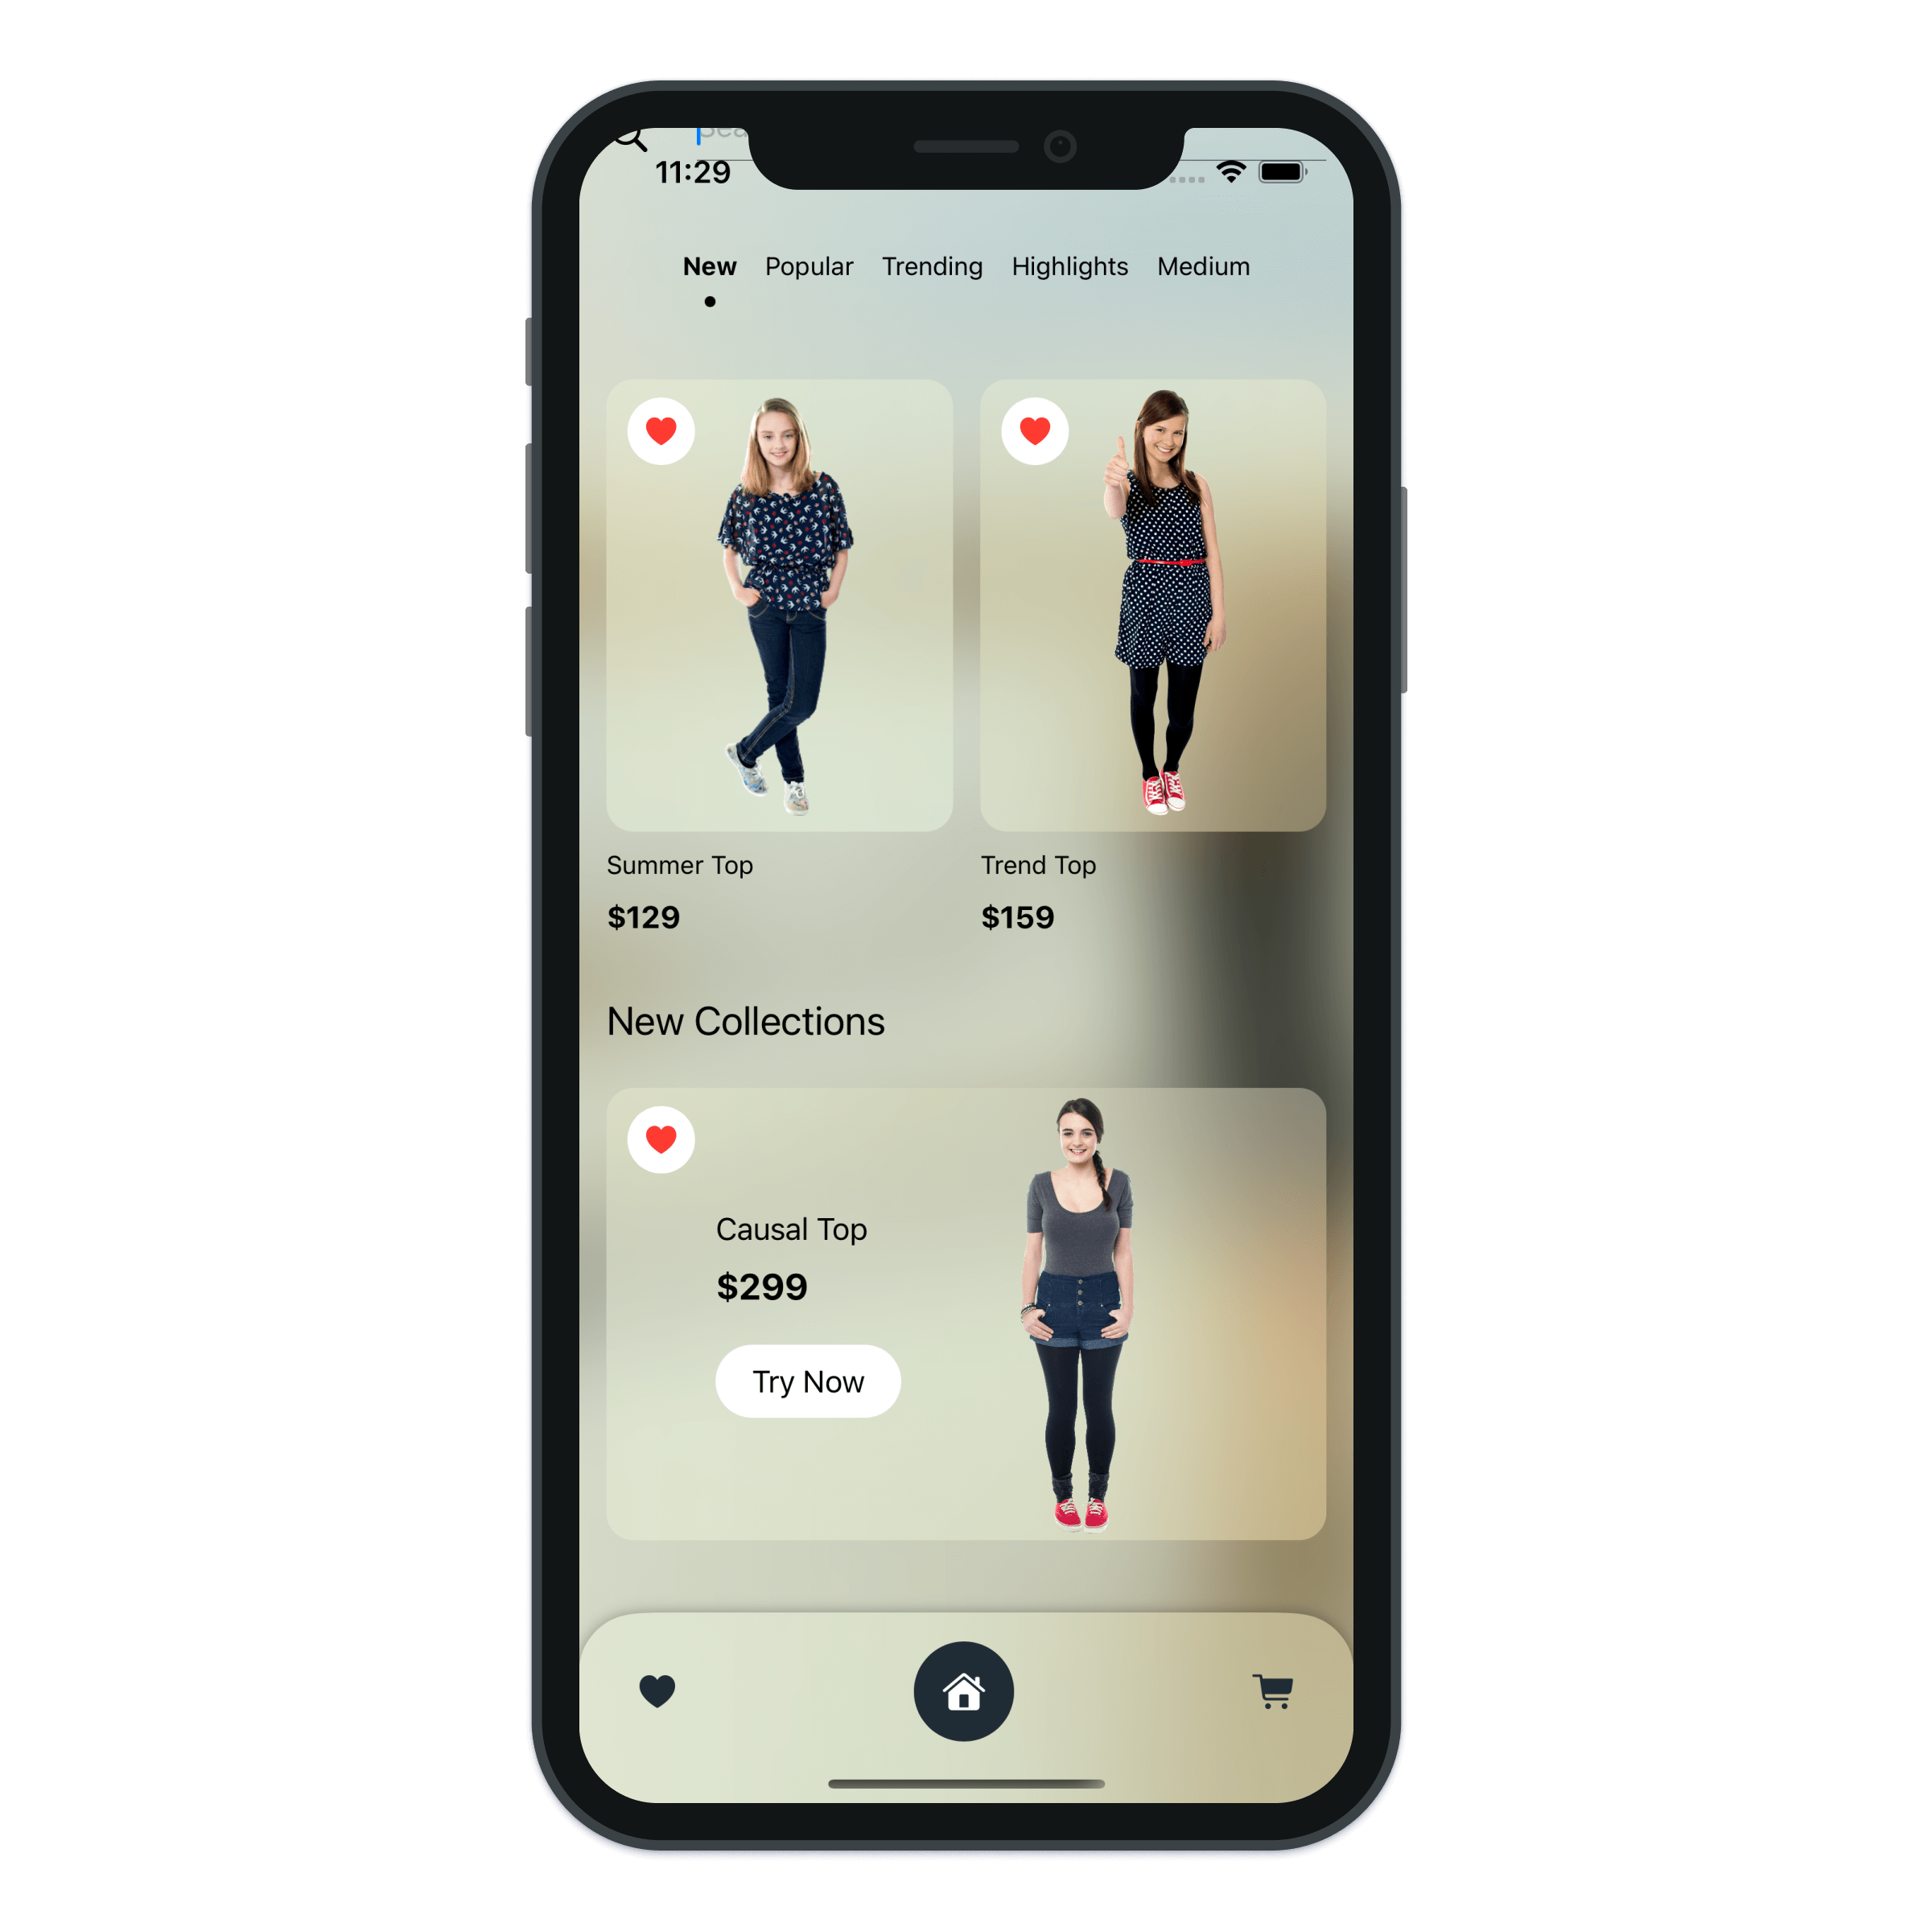 11:29
New Popular Trending Highlights Medium
Summer Top
$129
Trend Top
$159
New Collections
Causal Top
$299
Try Now